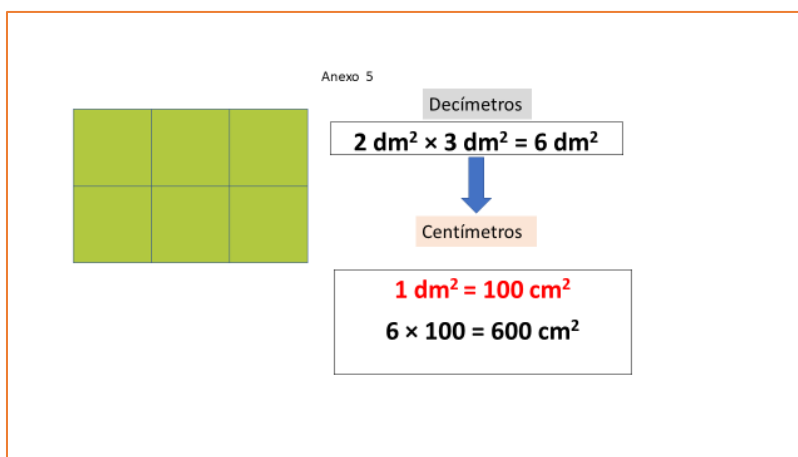 Anexo 5
Decímetros
2 dm² × 3 dm² = 6 dm²
Centímetros
1 dm² = 100 cm²
6 × 100 = 600 cm²